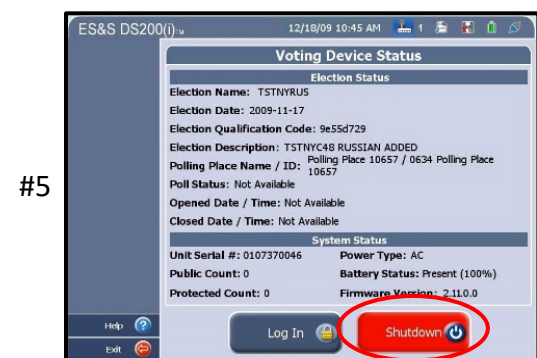 #5
ES&S DS200(i)™ 12/18/09 10:45 AM 1
Voting Device Status
Election Status
Election Name: TSTNYRUS
Election Date: 2009-11-17
Election Qualification Code: 9e55d729
Election Description: TSTNYC48 RUSSIAN ADDED
Polling Place Name / ID: Polling Place 10657 / 0634 Polling Place
10657
Poll Status: Not Available
Opened Date / Time: Not Available
Closed Date / Time: Not Available
System Status
Unit Serial #: 0107370046 Power Type: AC
Public Count: 0 Battery Status: Present (100%)
Protected Count: 0 Firmware Version: 2.11.0.0
Help ?
Log In Shutdown
Exit